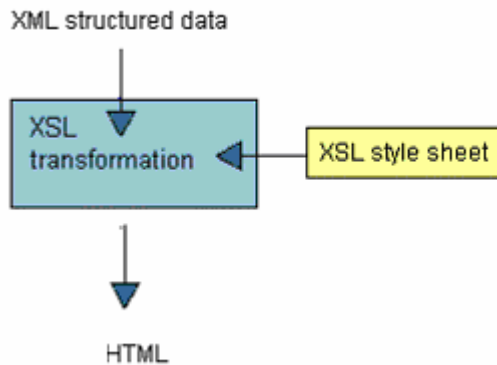 XML structured data
XSL
transformation
XSL style sheet
HTML